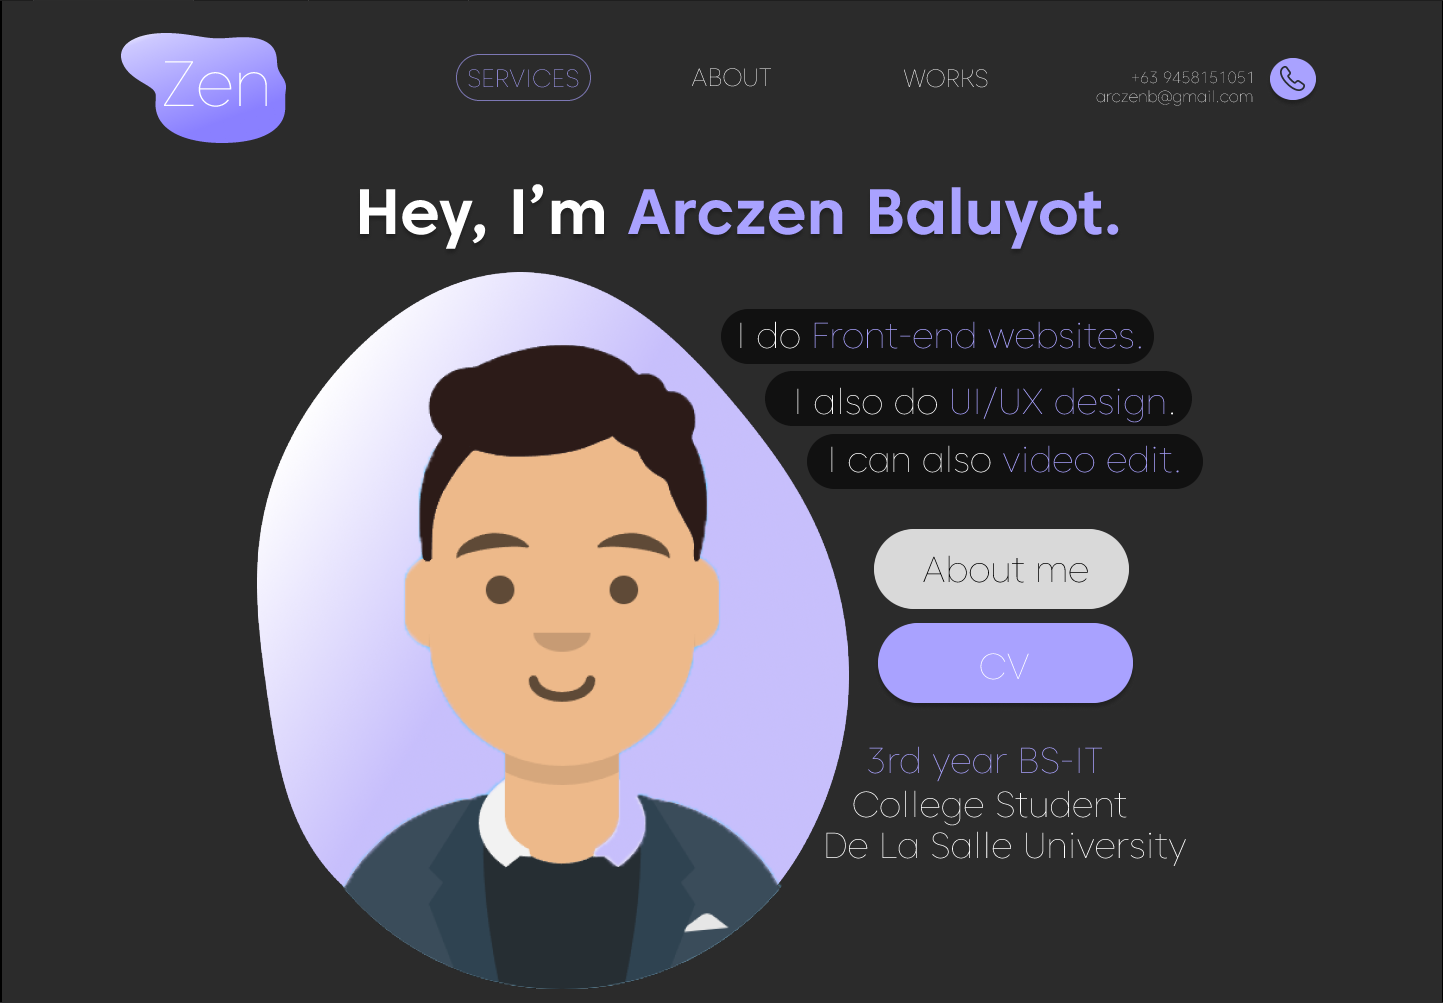 Zen
SERVICES
ABOUT
WORKS
+63 9458151051
arczenb@gmail.com
Hey, I’m Arczen Baluyot.
I do Front-end websites.
I also do UI/UX design.
I can also video edit.
About me
CV
3rd year BS-IT
College Student
De La Salle University